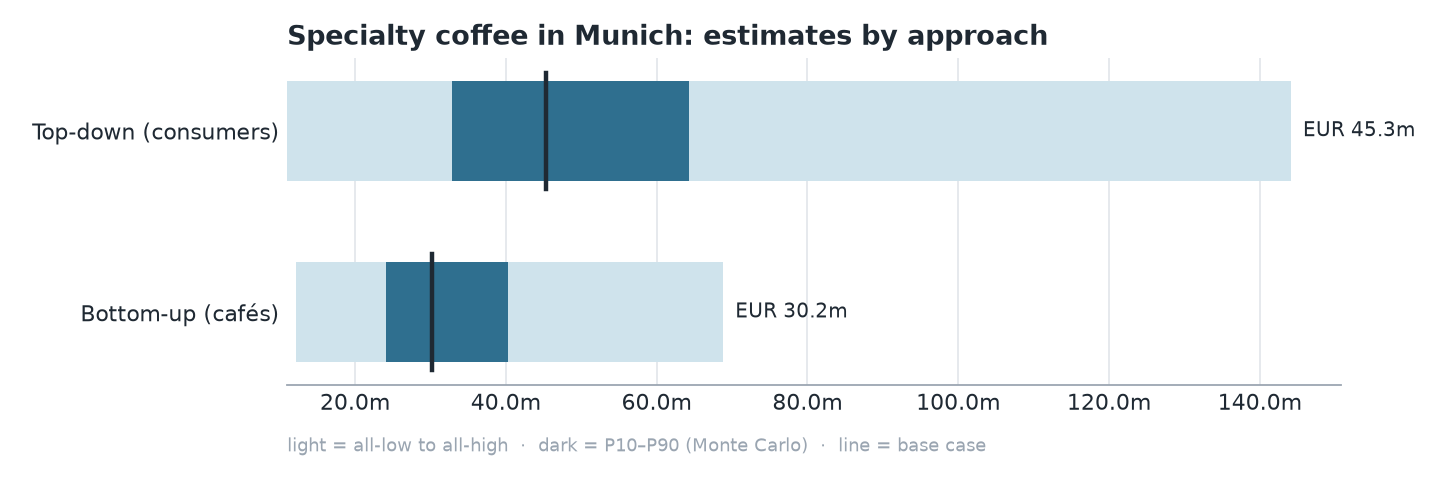 Specialty coffee in Munich: estimates by approach
Top-down (consumers)
EUR 45.3m
Bottom-up (cafés)
EUR 30.2m
20.0m 40.0m 60.0m 80.0m 100.0m 120.0m 140.0m
light = all-low to all-high · dark = P10–P90 (Monte Carlo) · line = base case